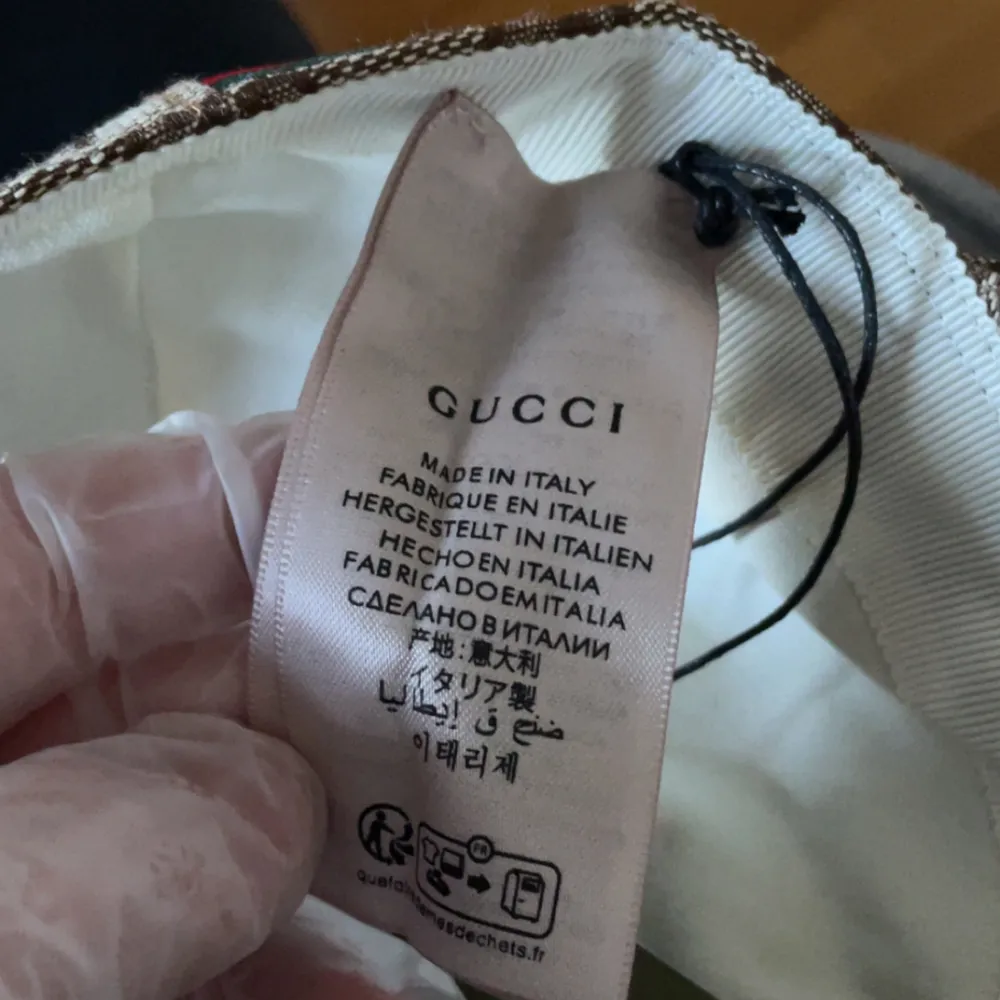 GUCCI
MADE IN ITALY
FABRIQUE EN ITALIE
HERGESTELLT IN ITALIEN
HECHO EN ITALIA
FABRICADO EM ITALIA
СДЕЛАНО В ИТАЛИИ
产地:意大利
イタリア製
صنع في إيطاليا
이태리제
FR
quefairedemesdechets.fr